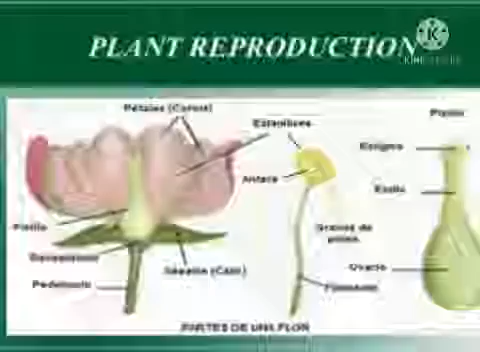 PLANT REPRODUCTION
Pétalos (Corola)
Estambres
Pistilo
Estigma
Antera
Estilo
Pistilo
Granos de
polen
Receptáculo
Sépalos (Cáliz)
Ovario
Pedúnculo
Filamento
PARTES DE UNA FLOR